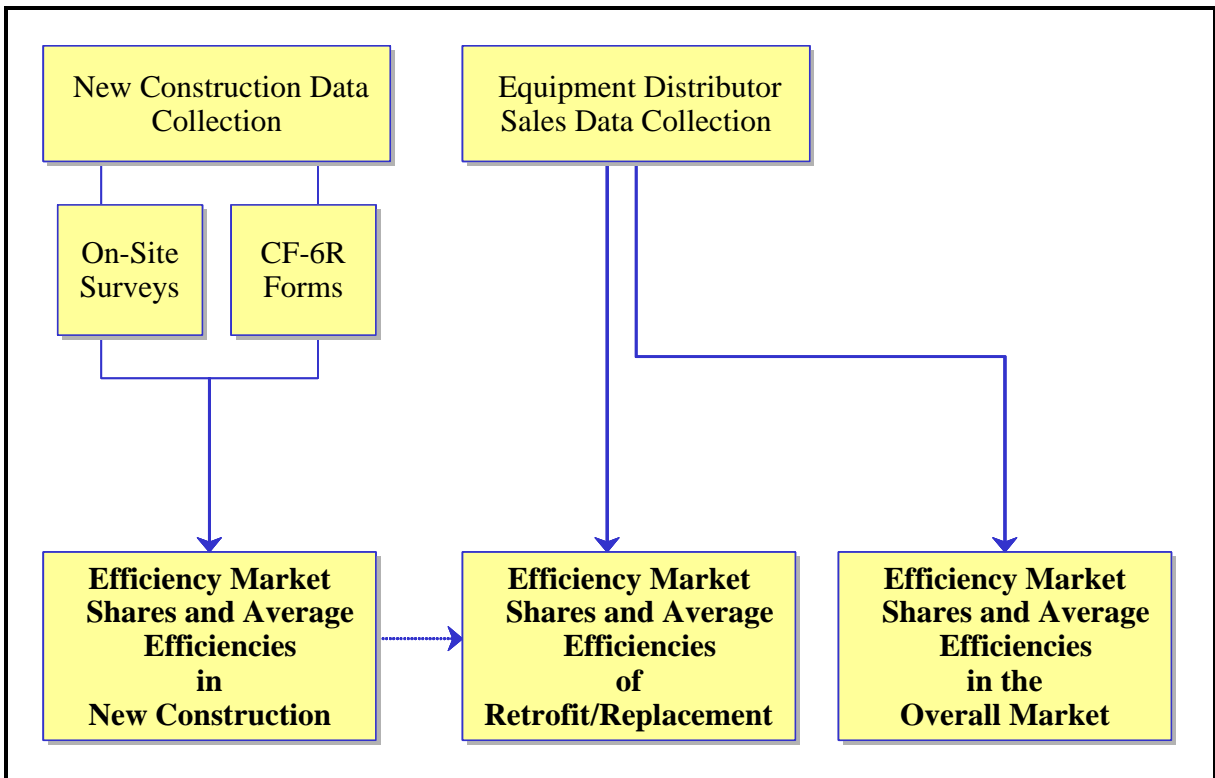 New Construction Data
Collection
Equipment Distributor
Sales Data Collection
On-Site
Surveys
CF-6R
Forms
Efficiency Market
Shares and Average
Efficiencies
in
New Construction
Efficiency Market
Shares and Average
Efficiencies
of
Retrofit/Replacement
Efficiency Market
Shares and Average
Efficiencies
in the
Overall Market